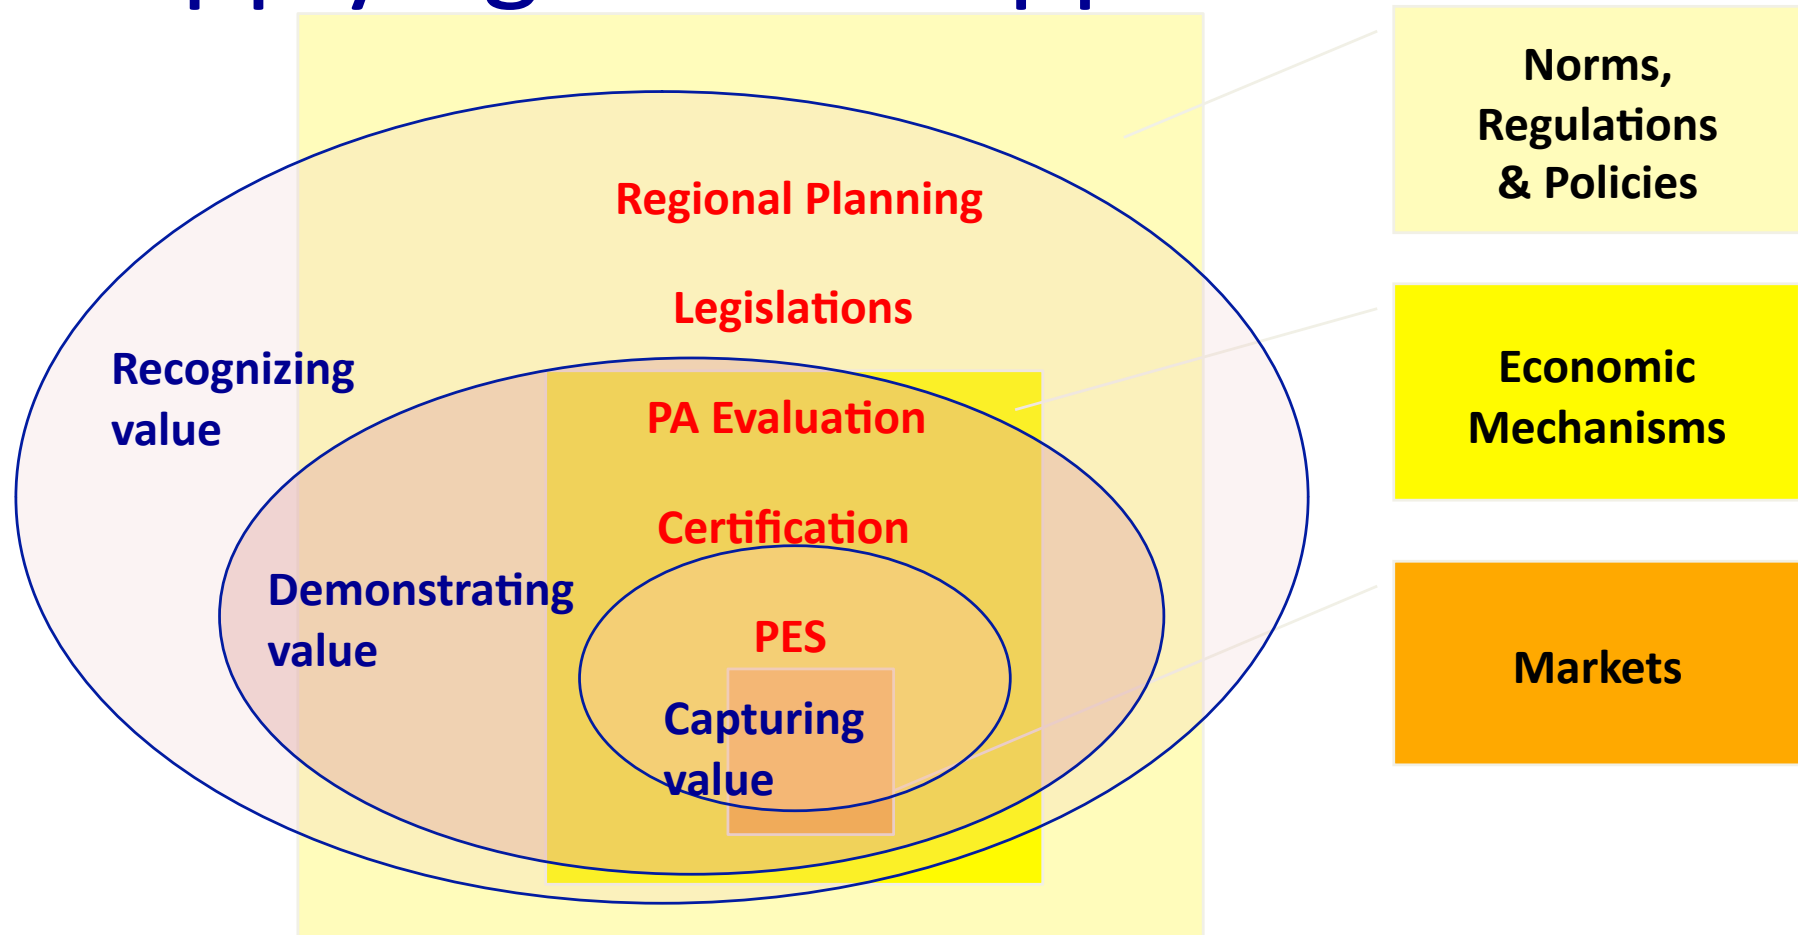 Norms,
Regulations
& Policies
Regional Planning
Legislations
Recognizing
value
Economic
Mechanisms
PA Evaluation
Certification
Demonstrating
value
PES
Markets
Capturing
value